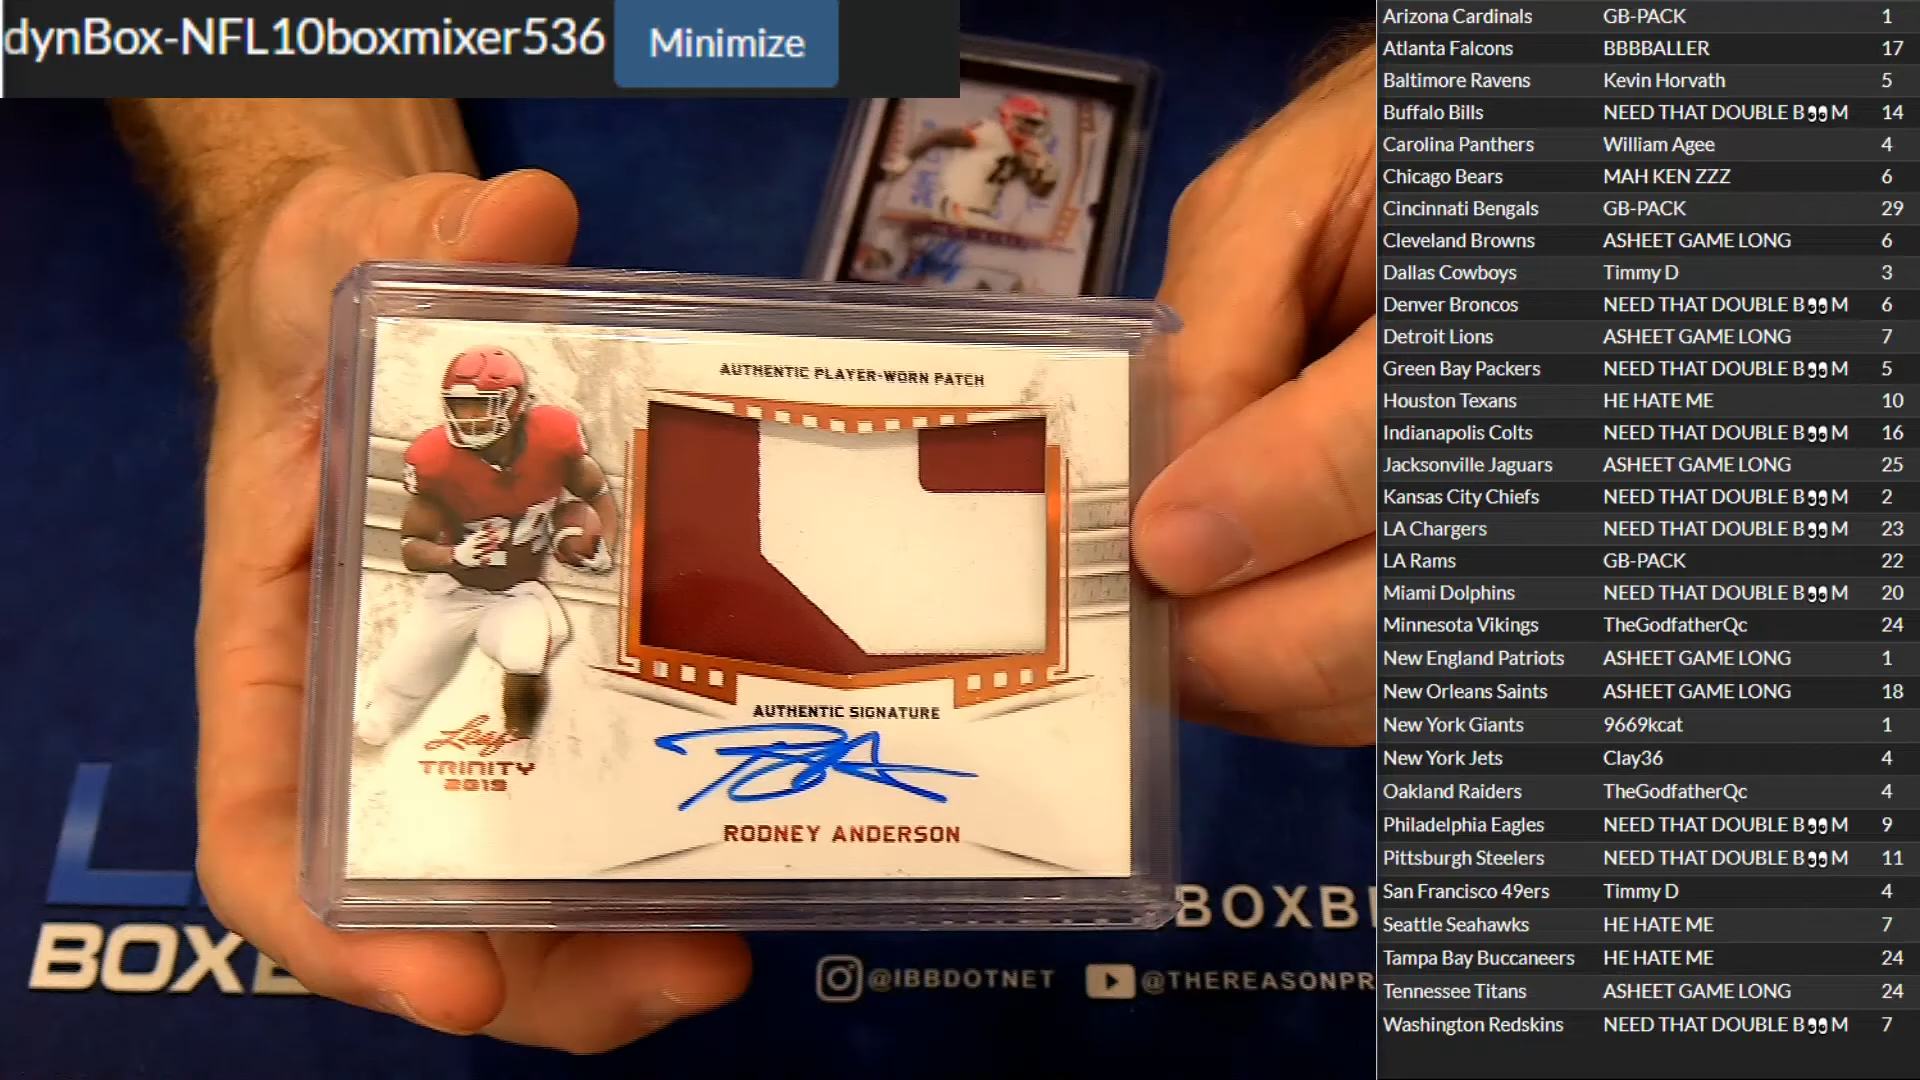 dynBox-NFL10boxmixer536 Minimize
AUTHENTIC PLAYER-WORN PATCH
AUTHENTIC SIGNATURE
Leaf
TRINITY
2019
RODNEY ANDERSON
BOX
BOXB
@IBBDOTNET @THEREASONPR
Arizona Cardinals GB-PACK 1
Atlanta Falcons BBBBALLER 17
Baltimore Ravens Kevin Horvath 5
Buffalo Bills NEED THAT DOUBLE B👀M 14
Carolina Panthers William Agee 4
Chicago Bears MAH KEN ZZZ 6
Cincinnati Bengals GB-PACK 29
Cleveland Browns ASHEET GAME LONG 6
Dallas Cowboys Timmy D 3
Denver Broncos NEED THAT DOUBLE B👀M 6
Detroit Lions ASHEET GAME LONG 7
Green Bay Packers NEED THAT DOUBLE B👀M 5
Houston Texans HE HATE ME 10
Indianapolis Colts NEED THAT DOUBLE B👀M 16
Jacksonville Jaguars ASHEET GAME LONG 25
Kansas City Chiefs NEED THAT DOUBLE B👀M 2
LA Chargers NEED THAT DOUBLE B👀M 23
LA Rams GB-PACK 22
Miami Dolphins NEED THAT DOUBLE B👀M 20
Minnesota Vikings TheGodfatherQc 24
New England Patriots ASHEET GAME LONG 1
New Orleans Saints ASHEET GAME LONG 18
New York Giants 9669kcat 1
New York Jets Clay36 4
Oakland Raiders TheGodfatherQc 4
Philadelphia Eagles NEED THAT DOUBLE B👀M 9
Pittsburgh Steelers NEED THAT DOUBLE B👀M 11
San Francisco 49ers Timmy D 4
Seattle Seahawks HE HATE ME 7
Tampa Bay Buccaneers HE HATE ME 24
Tennessee Titans ASHEET GAME LONG 24
Washington Redskins NEED THAT DOUBLE B👀M 7